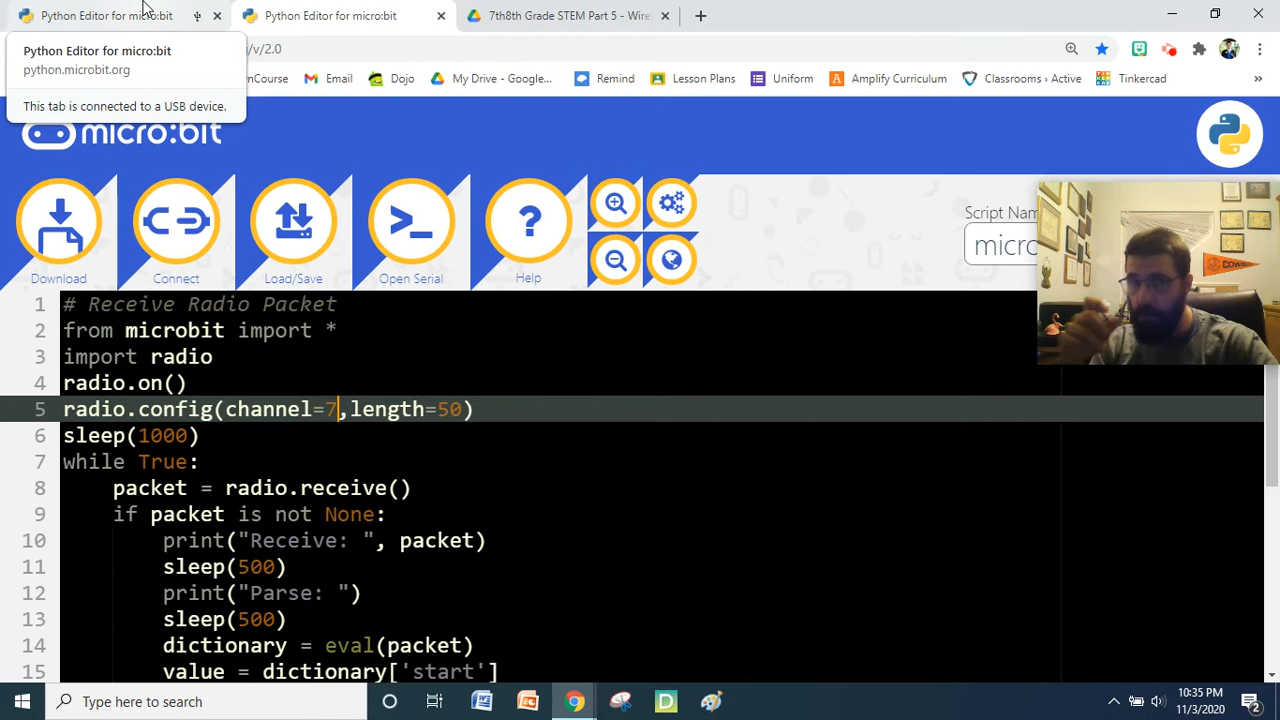 Python Editor for micro:bit
Python Editor for micro:bit
7th8th Grade STEM Part 5 - Wire
Python Editor for micro:bit
python.microbit.org
This tab is connected to a USB device.
/v/2.0
enCourse
Email
Dojo
My Drive - Google...
Remind
Lesson Plans
Uniform
Amplify Curriculum
Classrooms › Active
Tinkercad
»
micro:bit
Download
Connect
Load/Save
Open Serial
Help
Script Nam
micro
COW
1 # Receive Radio Packet
2 from microbit import *
3 import radio
4 radio.on()
5 radio.config(channel=7,length=50)
6 sleep(1000)
7 while True:
8 packet = radio.receive()
9 if packet is not None:
10 print("Receive: ", packet)
11 sleep(500)
12 print("Parse: ")
13 sleep(500)
14 dictionary = eval(packet)
15 value = dictionary['start']
Type here to search
10:35 PM
11/3/2020
2